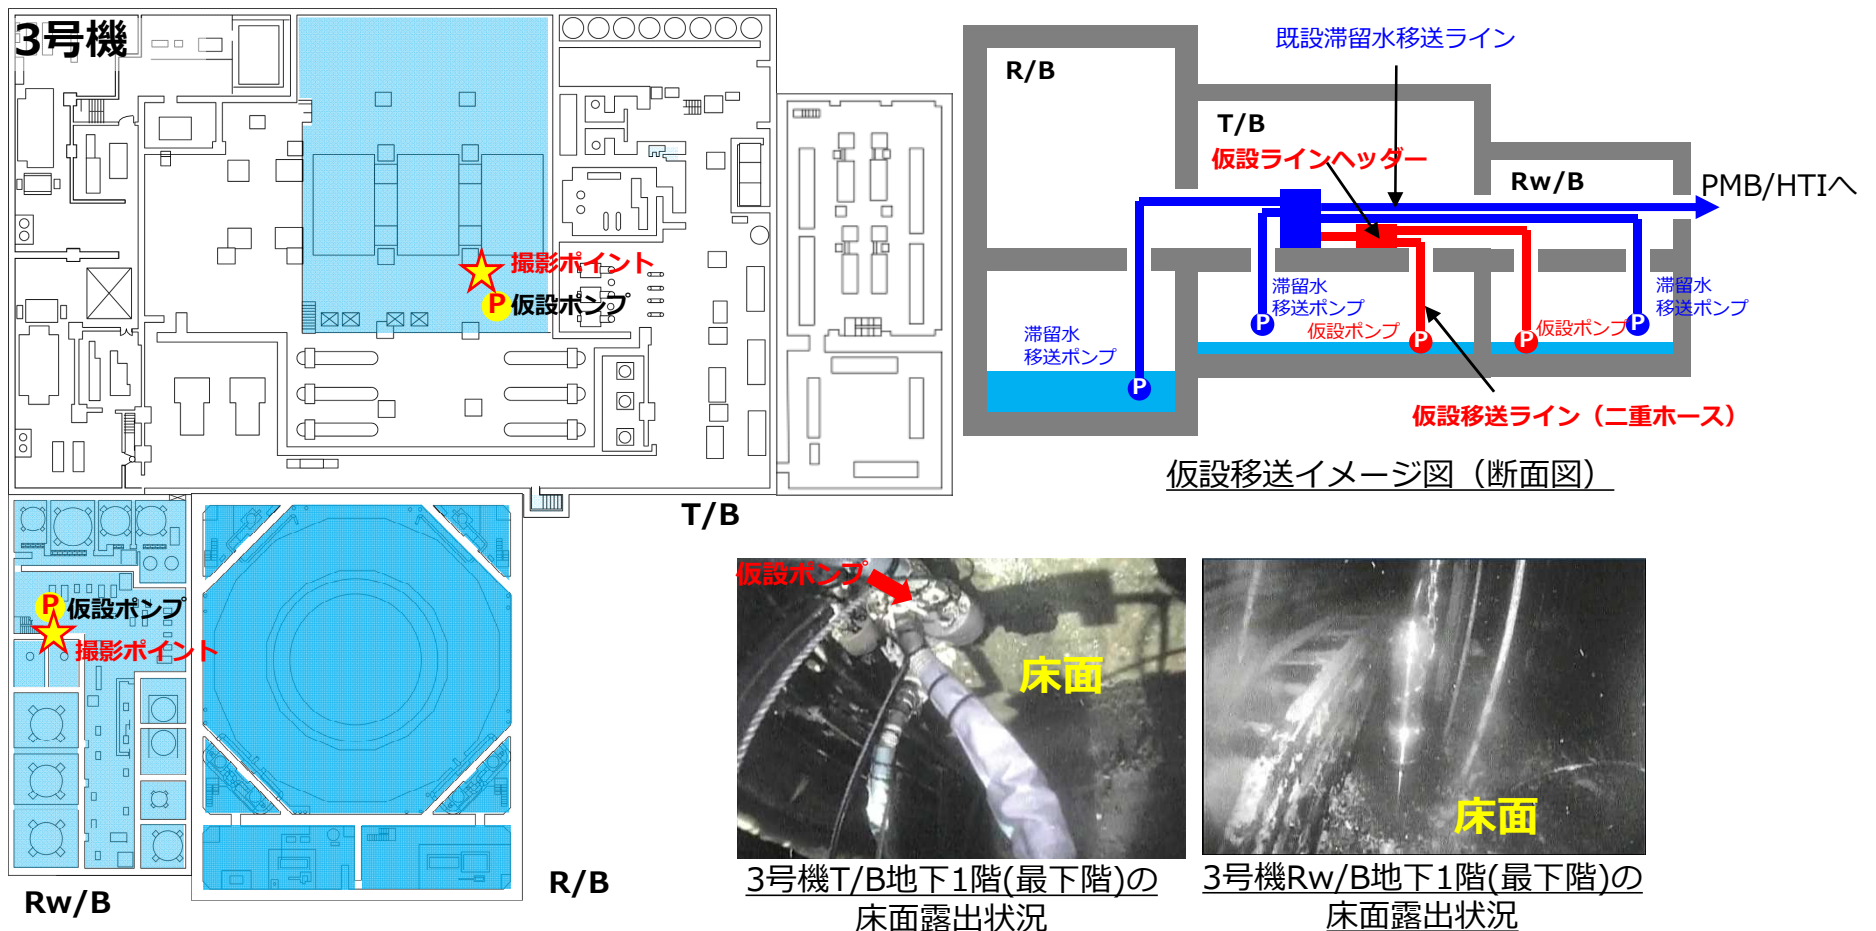 3号機
撮影ポイント
P 仮設ポンプ
T/B
P 仮設ポンプ
撮影ポイント
Rw/B
R/B
既設滞留水移送ライン
R/B
T/B
仮設ラインヘッダー
Rw/B
PMB/HTIへ
滞留水
移送ポンプ
P
滞留水
移送ポンプ
P
仮設ポンプ
P
P
仮設ポンプ
滞留水
移送ポンプ
P
仮設移送ライン（二重ホース）
仮設移送イメージ図（断面図）
仮設ポンプ
床面
3号機T/B地下1階(最下階)の
床面露出状況
床面
3号機Rw/B地下1階(最下階)の
床面露出状況